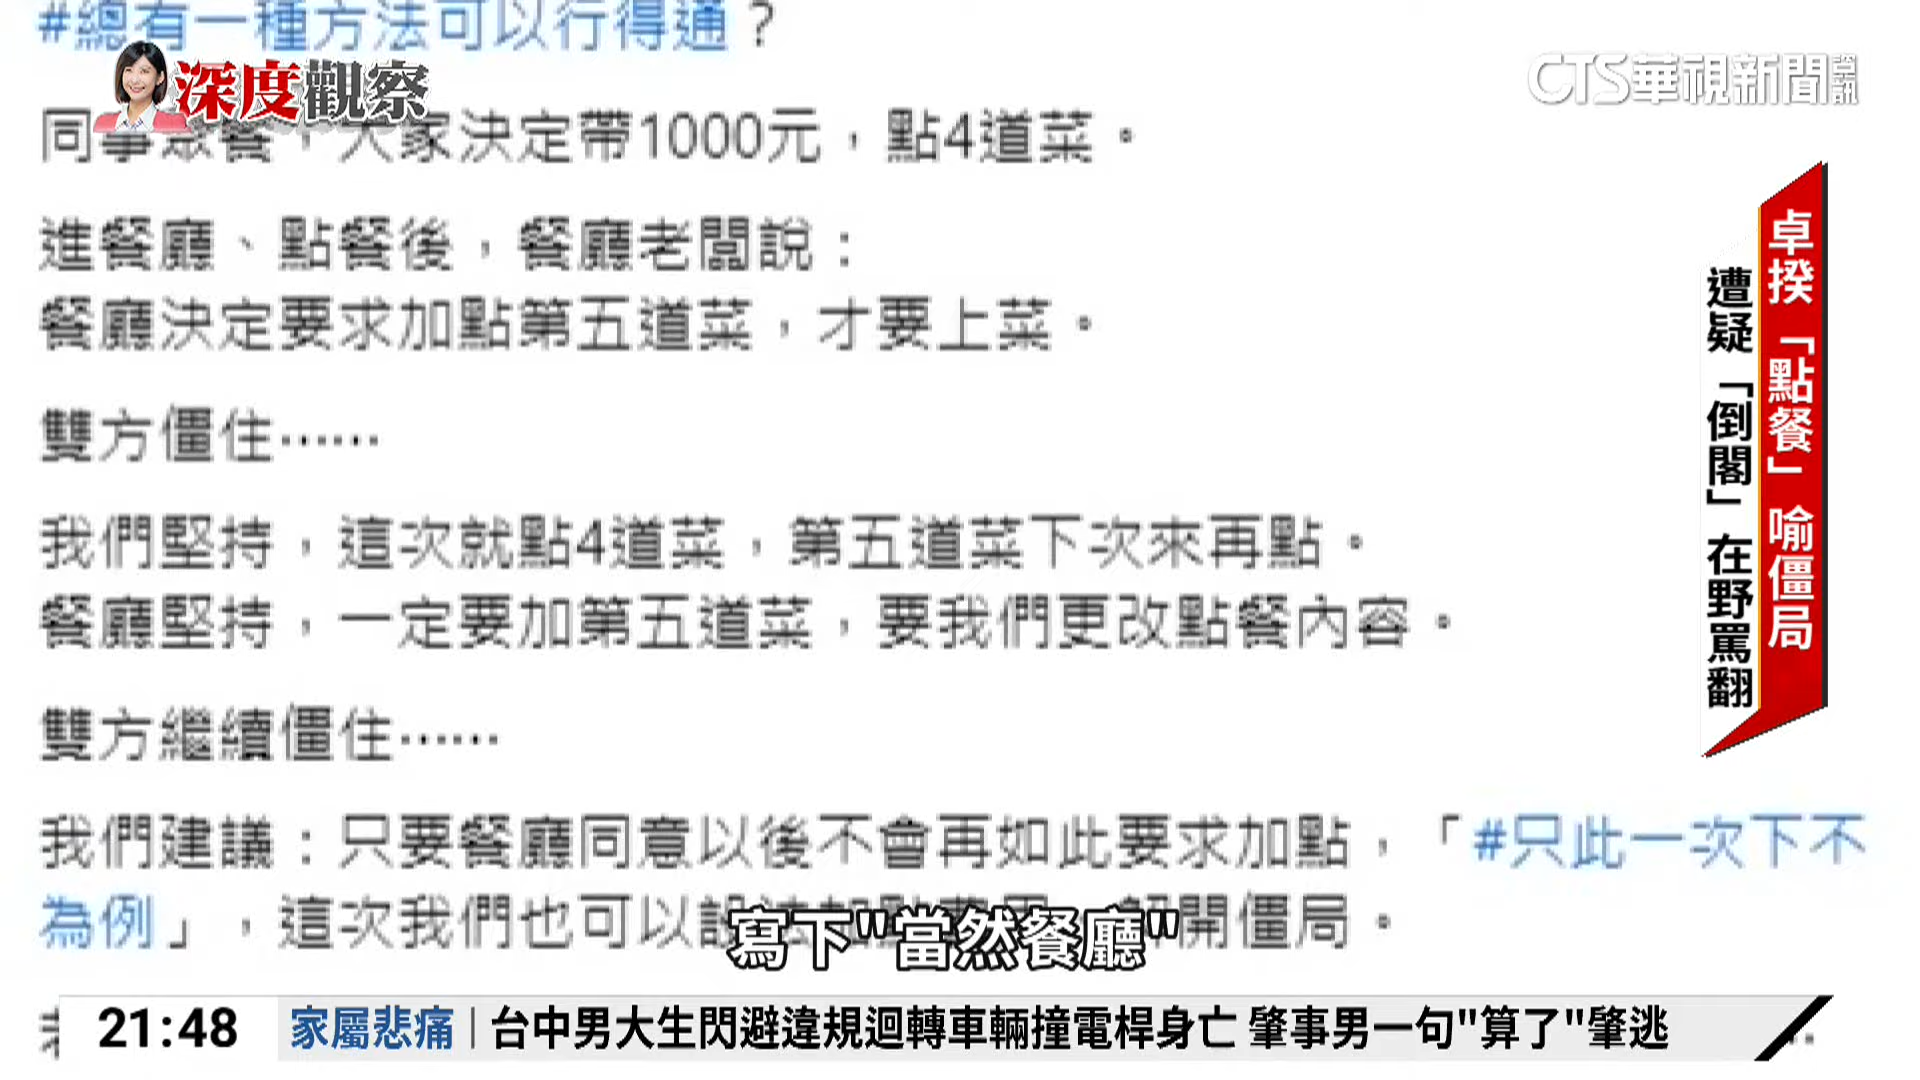 #總有一種方法可以行得通?
深度觀察
CTS華視新聞資訊
同事聚餐，大家決定帶1000元，點4道菜。
進餐廳、點餐後，餐廳老闆說：
餐廳決定要求加點第五道菜，才要上菜。
雙方僵住……
我們堅持，這次就點4道菜，第五道菜下次來再點。
餐廳堅持，一定要加第五道菜，要我們更改點餐內容。
雙方繼續僵住……
我們建議：只要餐廳同意以後不會再如此要求加點，「#只此一次下不
為例」，這次我們也可以設法加點 開僵局。
卓揆「點餐」喻僵局
遭疑「倒閣」在野罵翻
寫下"當然餐廳"
21:48 家屬悲痛 台中男大生閃避違規迴轉車輛撞電桿身亡 肇事男一句"算了"肇逃